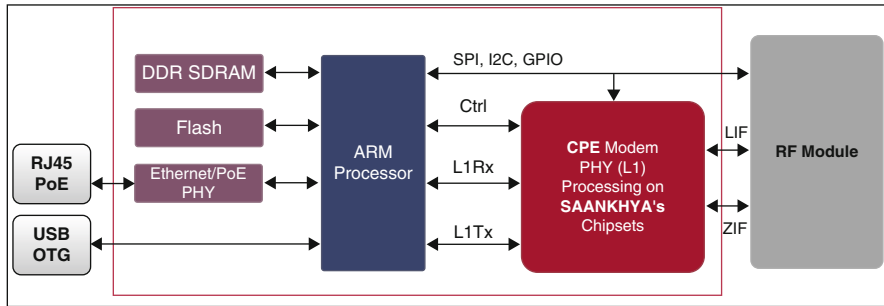 DDR SDRAM
Flash
Ethernet/PoE
PHY
RJ45
PoE
USB
OTG
ARM
Processor
SPI, I2C, GPIO
Ctrl
L1Rx
L1Tx
CPE Modem
PHY (L1)
Processing on
SAANKHYA's
Chipsets
LIF
ZIF
RF Module